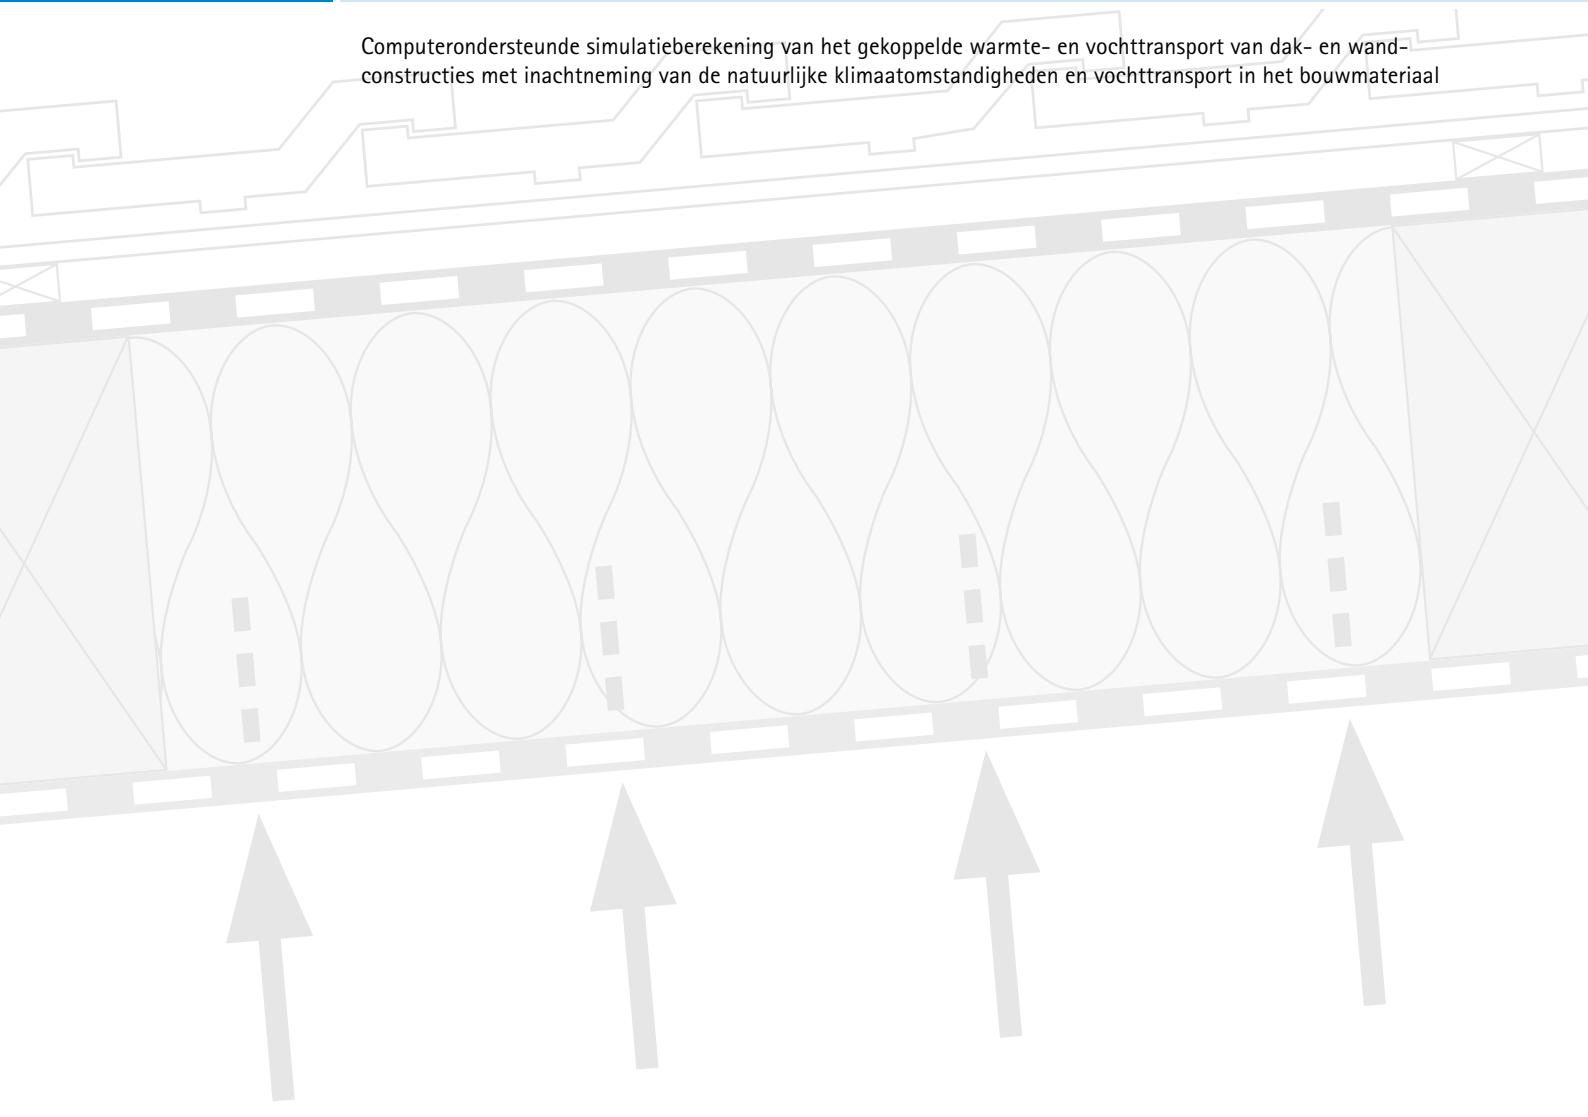 Computerondersteunde simulatieberekening van het gekoppelde warmte- en vochttransport van dak- en wand-
constructies met inachtneming van de natuurlijke klimaatomstandigheden en vochttransport in het bouwmateriaal